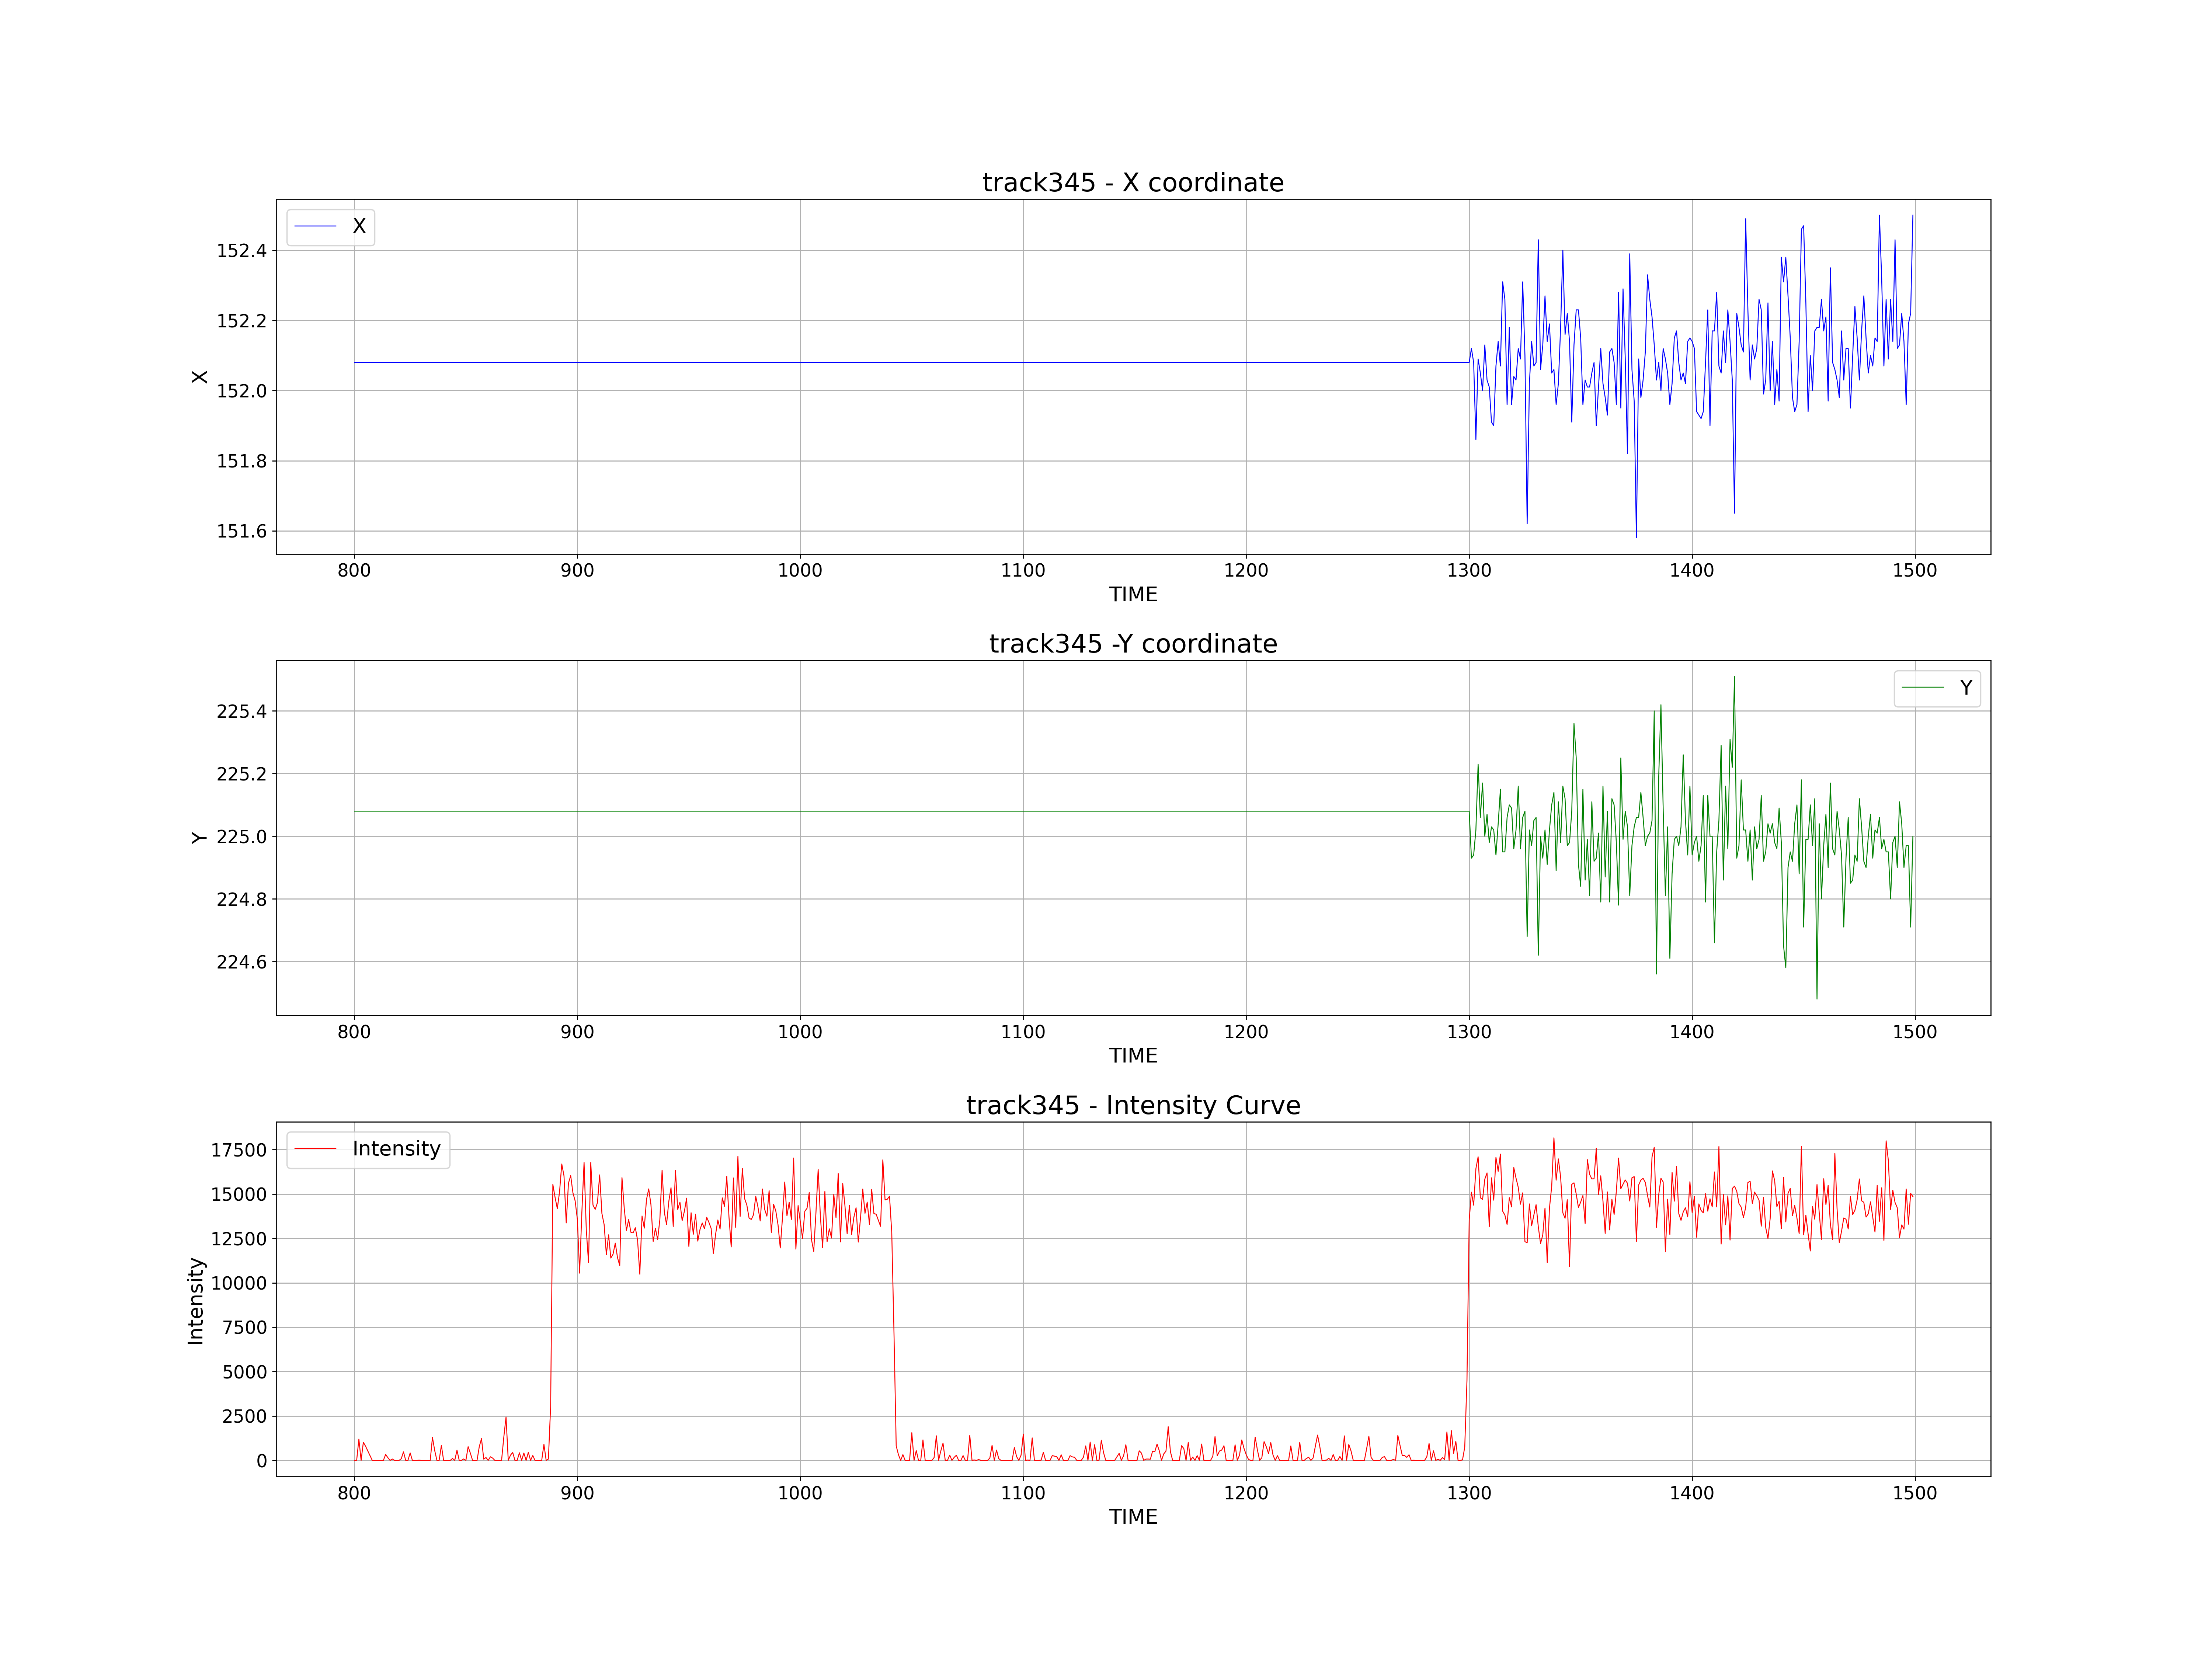 track345 - X coordinate
X
152.4
152.2
152.0
151.8
151.6
X
800 900 1000 1100 1200 1300 1400 1500
TIME
track345 -Y coordinate
Y
225.4
225.2
225.0
224.8
224.6
Y
800 900 1000 1100 1200 1300 1400 1500
TIME
track345 - Intensity Curve
Intensity
17500
15000
12500
10000
7500
5000
2500
0
Intensity
800 900 1000 1100 1200 1300 1400 1500
TIME